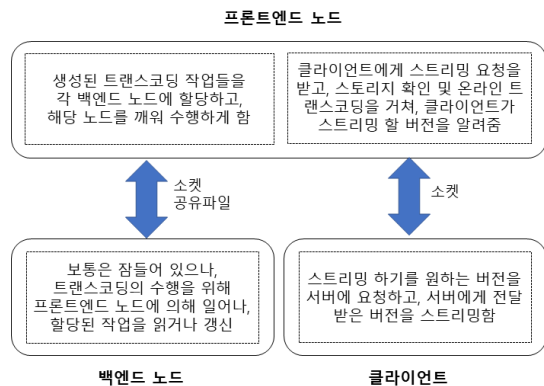 프론트엔드 노드
생성된 트랜스코딩 작업들을
각 백엔드 노드에 할당하고,
해당 노드를 깨워 수행하게 함
클라이언트에게 스트리밍 요청을
받고, 스토리지 확인 및 온라인 트
랜스코딩을 거쳐, 클라이언트가
스트리밍 할 버전을 알려줌
소켓
공유파일
소켓
보통은 잠들어 있으나,
트랜스코딩의 수행을 위해
프론트엔드 노드에 의해 일어나,
할당된 작업을 읽거나 갱신
스트리밍 하기를 원하는 버전을
서버에 요청하고, 서버에게 전달
받은 버전을 스트리밍함
백엔드 노드
클라이언트